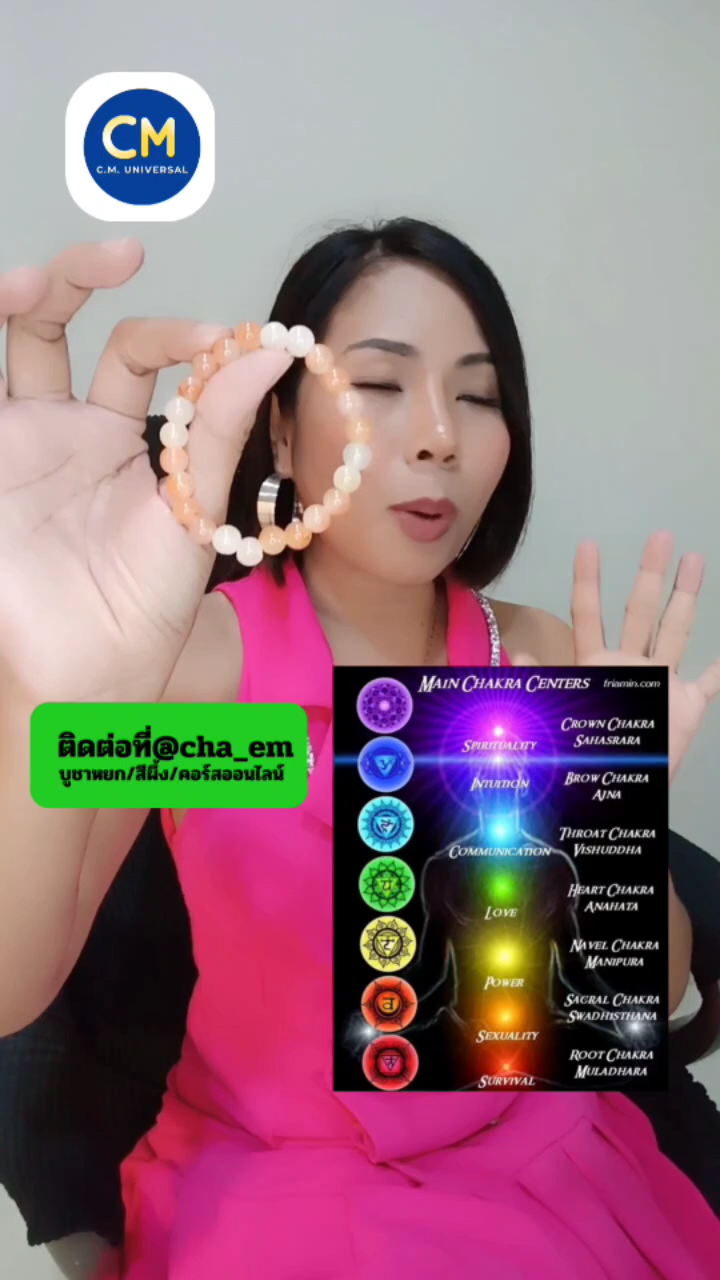 CM
C.M. UNIVERSAL
ติดต่อที่@cha_em
บูชาหยก/สีผึ้ง/คอร์สออนไลน์
MAIN CHAKRA CENTERS friamin.com
SPIRITUALITY
CROWN CHAKRA
SAHASRARA
INTUITION
BROW CHAKRA
AJNA
COMMUNICATION
THROAT CHAKRA
VISHUDDHA
LOVE
HEART CHAKRA
ANAHATA
POWER
NAVEL CHAKRA
MANIPURA
SEXUALITY
SACRAL CHAKRA
SWADHISTHANA
SURVIVAL
ROOT CHAKRA
MULADHARA